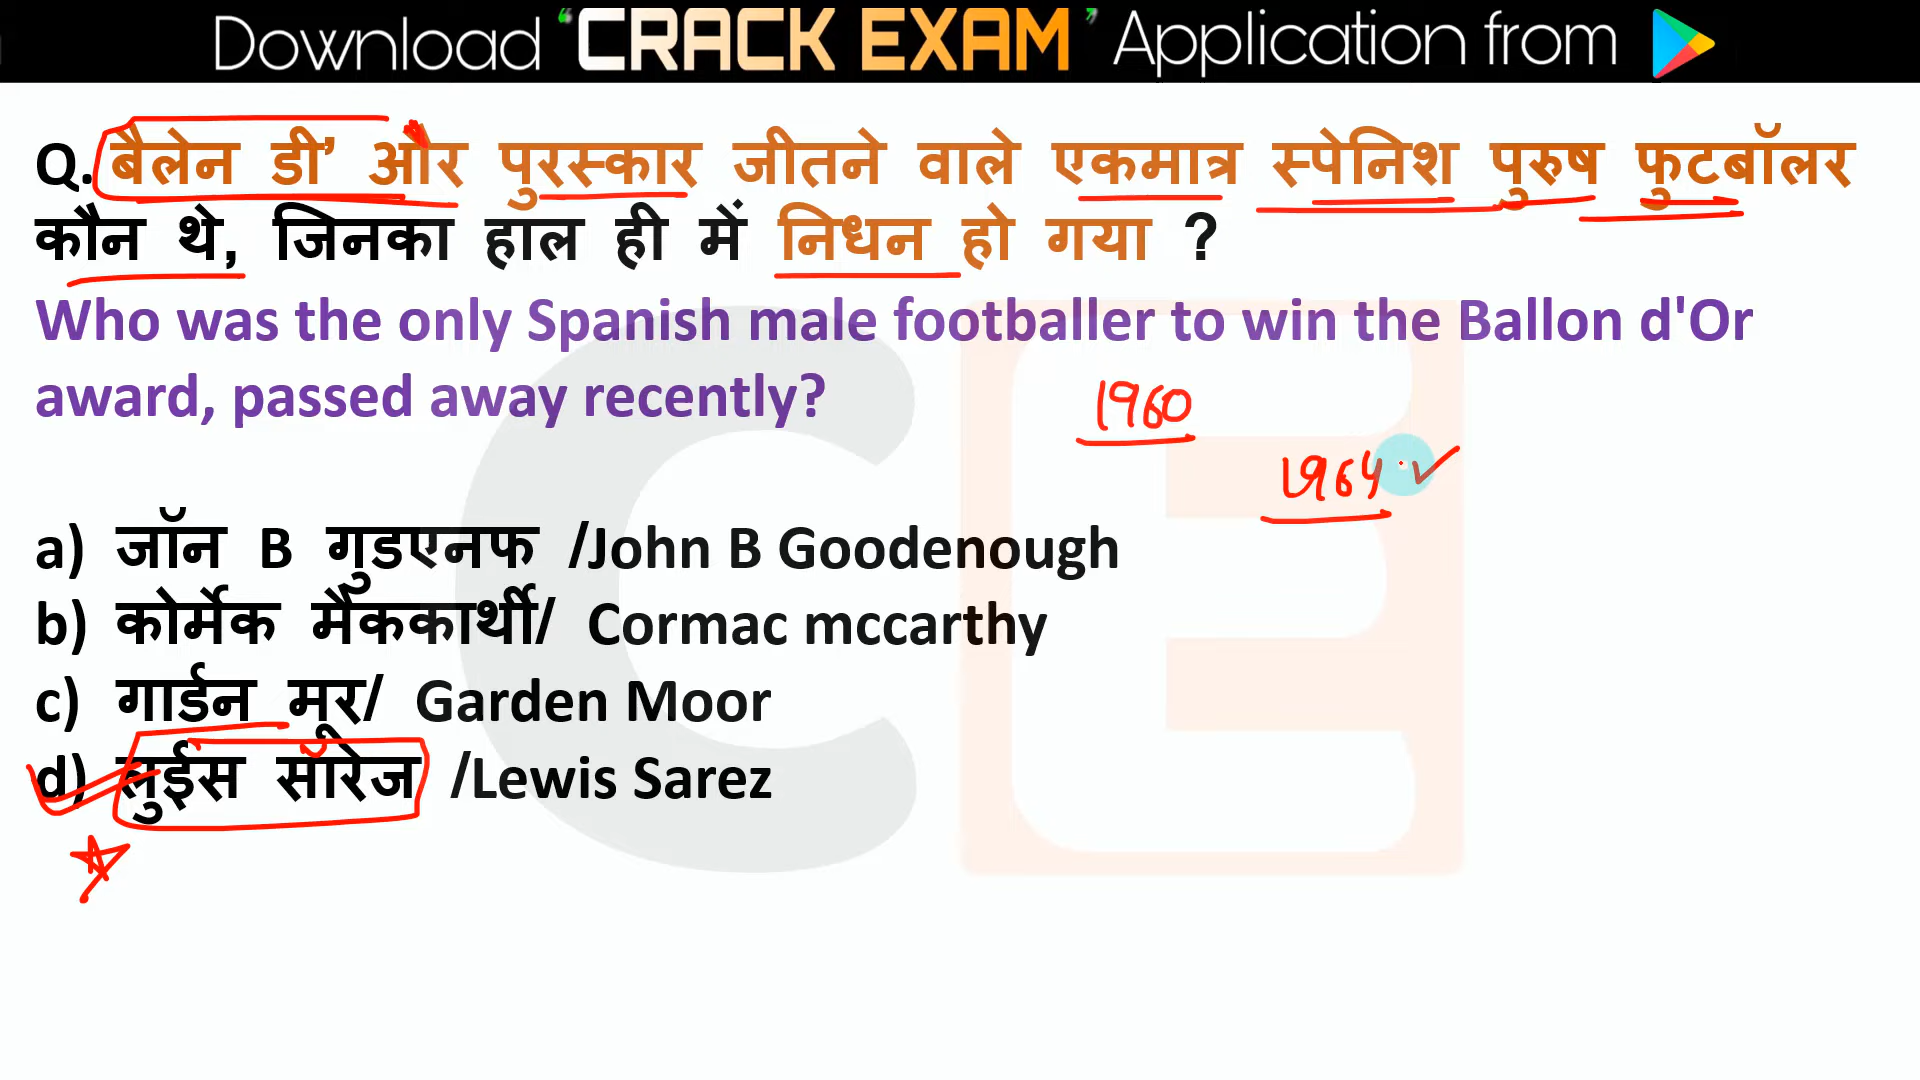 Download ‘CRACK EXAM’ Application from
Q. बैलेन डी’ और पुरस्कार जीतने वाले एकमात्र स्पेनिश पुरुष फुटबॉलर
कौन थे, जिनका हाल ही में निधन हो गया ?
Who was the only Spanish male footballer to win the Ballon d'Or
award, passed away recently?
1960
1964
a) जॉन B गुडएनफ /John B Goodenough
b) कोर्मेक मैककार्थी/ Cormac mccarthy
c) गार्डन मूर/ Garden Moor
d) लुईस सॉरेज /Lewis Sarez
CE